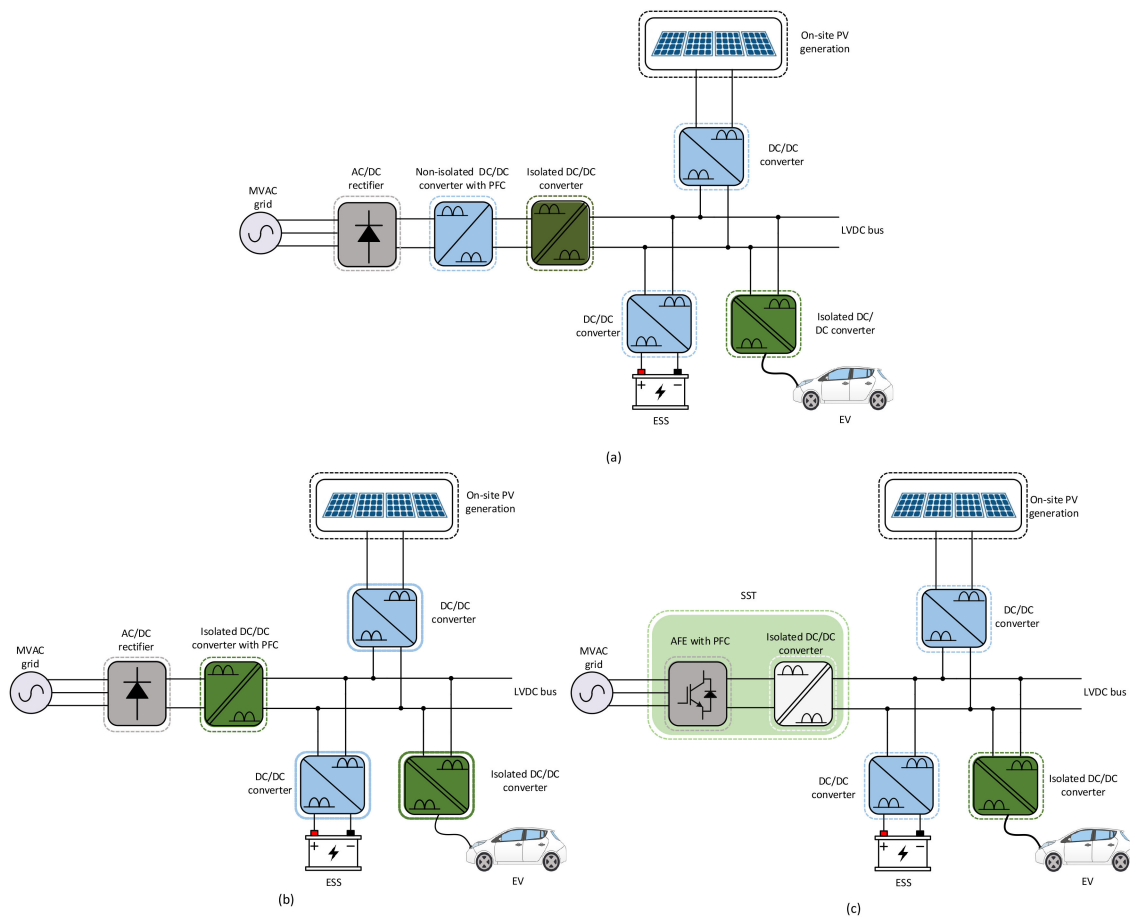 On-site PV
generation
DC/DC
converter
AC/DC
rectifier
Non-isolated DC/DC
converter with PFC
Isolated DC/DC
converter
MVAC
grid
LVDC bus
DC/DC
converter
Isolated DC/
DC converter
+ −
ESS
EV
(a)
On-site PV
generation
DC/DC
converter
AC/DC
rectifier
Isolated DC/DC
converter with PFC
MVAC
grid
LVDC bus
DC/DC
converter
Isolated DC/DC
converter
+ −
ESS
EV
(b)
On-site PV
generation
SST
DC/DC
converter
AFE with PFC
Isolated DC/DC
converter
MVAC
grid
LVDC bus
DC/DC
converter
Isolated DC/DC
converter
+ −
ESS
EV
(c)